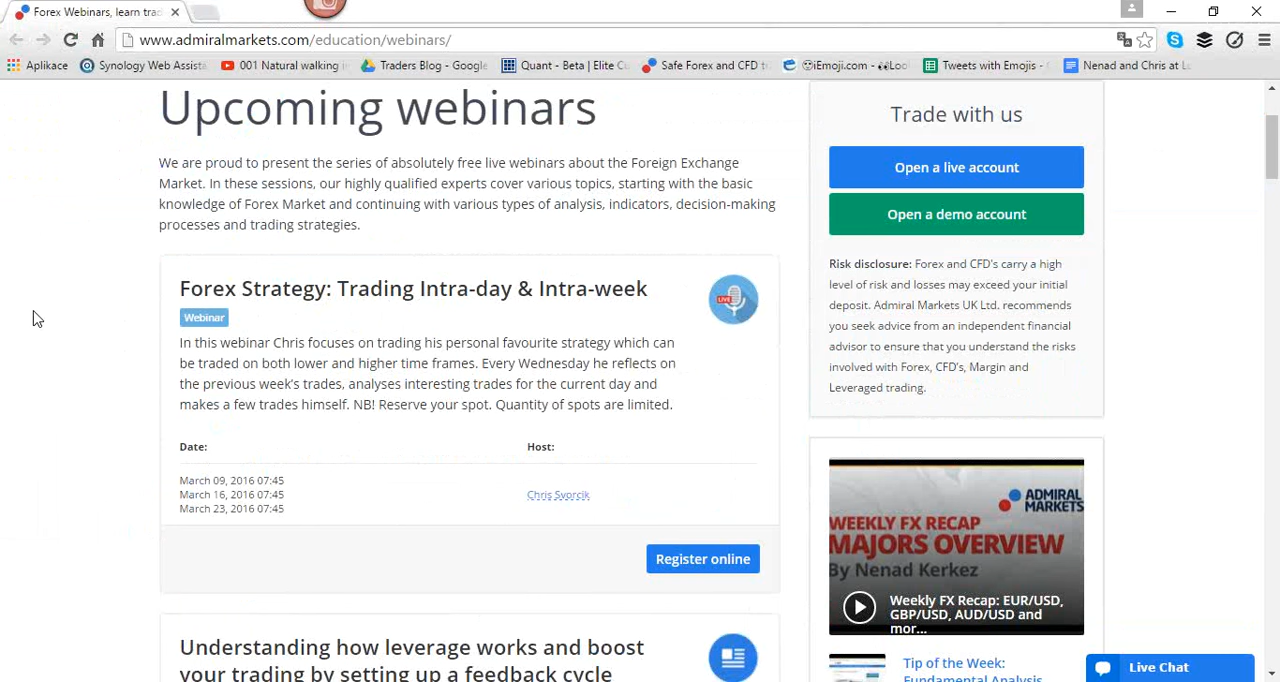 Forex Webinars, learn trac
www.admiralmarkets.com/education/webinars/
Aplikace
Synology Web Assista
001 Natural walking i
Traders Blog - Google
Quant - Beta | Elite C
Safe Forex and CFD t
iEmoji.com - 👀Loo
Tweets with Emojis -
Nenad and Chris at L
Upcoming webinars
We are proud to present the series of absolutely free live webinars about the Foreign Exchange
Market. In these sessions, our highly qualified experts cover various topics, starting with the basic
knowledge of Forex Market and continuing with various types of analysis, indicators, decision-making
processes and trading strategies.
Forex Strategy: Trading Intra-day & Intra-week
LIVE
Webinar
In this webinar Chris focuses on trading his personal favourite strategy which can
be traded on both lower and higher time frames. Every Wednesday he reflects on
the previous week's trades, analyses interesting trades for the current day and
makes a few trades himself. NB! Reserve your spot. Quantity of spots are limited.
Date:
Host:
March 09, 2016 07:45
March 16, 2016 07:45
March 23, 2016 07:45
Chris Svorcik
Register online
Understanding how leverage works and boost
your trading by setting up a feedback cycle
Trade with us
Open a live account
Open a demo account
Risk disclosure: Forex and CFD's carry a high
level of risk and losses may exceed your initial
deposit. Admiral Markets UK Ltd. recommends
you seek advice from an independent financial
advisor to ensure that you understand the risks
involved with Forex, CFD's, Margin and
Leveraged trading.
ADMIRAL
MARKETS
WEEKLY FX RECAP
MAJORS OVERVIEW
By Nenad Kerkez
Weekly FX Recap: EUR/USD,
GBP/USD, AUD/USD and
mor...
Tip of the Week:
Fundamental Analysis
Live Chat